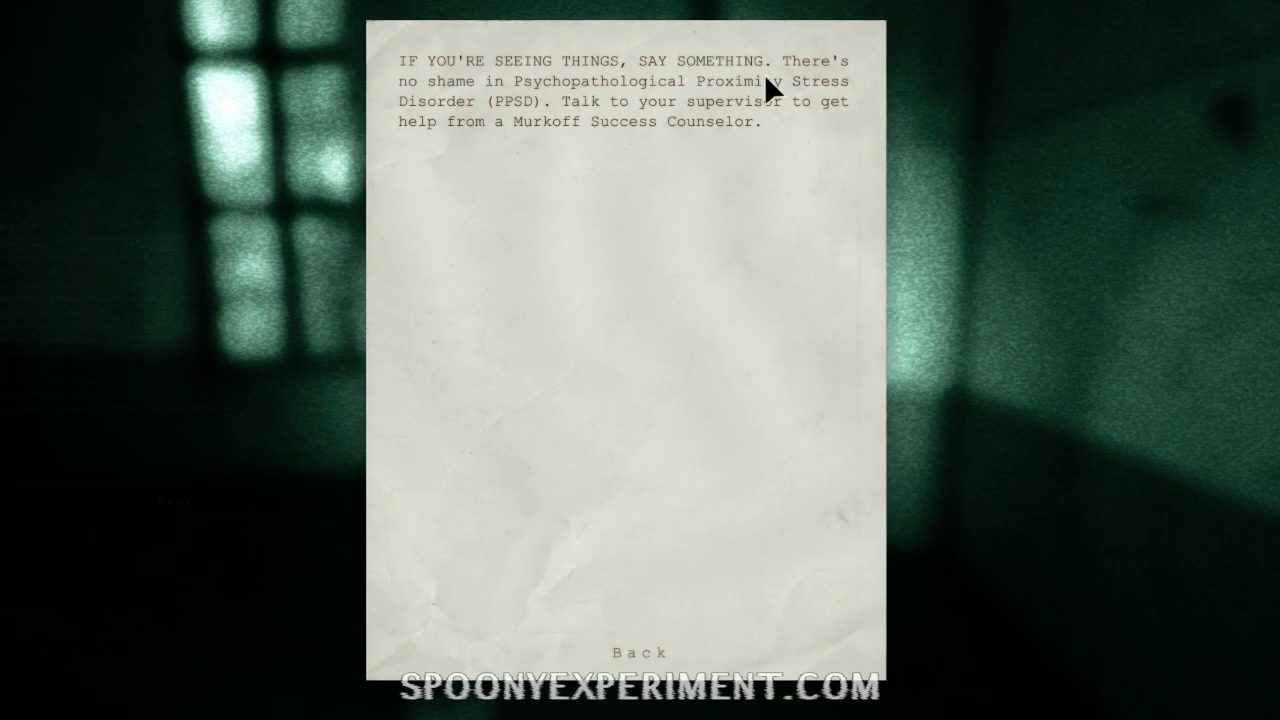 IF YOU'RE SEEING THINGS, SAY SOMETHING. There's
no shame in Psychopathological Proximity Stress
Disorder (PPSD). Talk to your supervisor to get
help from a Murkoff Success Counselor.
Back
SPOONYEXPERIMENT.COM